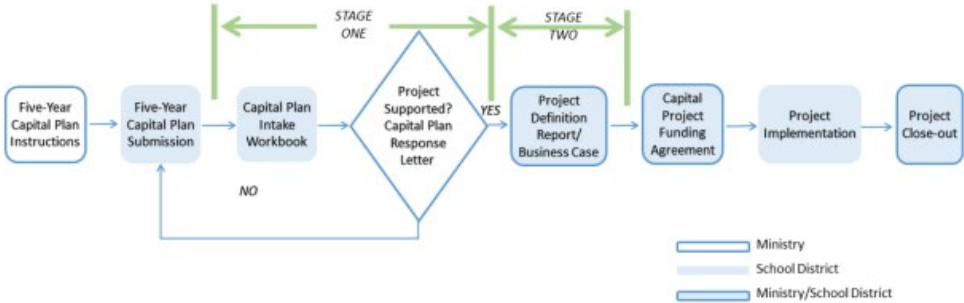 STAGE
ONE
STAGE
TWO
Five-Year
Capital Plan
Instructions
Five-Year
Capital Plan
Submission
Capital Plan
Intake
Workbook
Project
Supported?
Capital Plan
Response
Letter
YES
NO
Project
Definition
Report/
Business Case
Capital
Project
Funding
Agreement
Project
Implementation
Project
Close-out
Ministry
School District
Ministry/School District